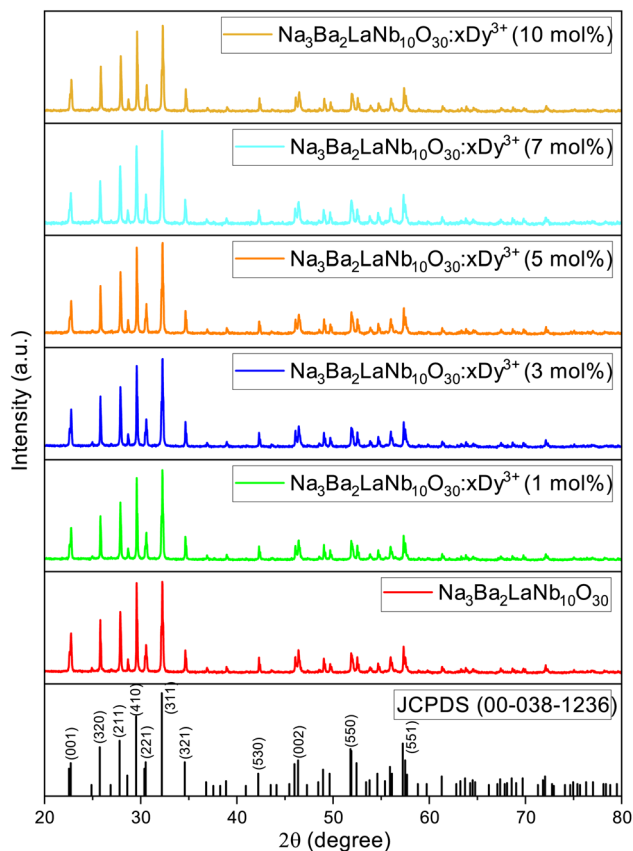 Na₃Ba₂LaNb₁₀O₃₀:xDy³⁺ (10 mol%)
Na₃Ba₂LaNb₁₀O₃₀:xDy³⁺ (7 mol%)
Na₃Ba₂LaNb₁₀O₃₀:xDy³⁺ (5 mol%)
Na₃Ba₂LaNb₁₀O₃₀:xDy³⁺ (3 mol%)
Na₃Ba₂LaNb₁₀O₃₀:xDy³⁺ (1 mol%)
Na₃Ba₂LaNb₁₀O₃₀
JCPDS (00-038-1236)
(001)
(320)
(211)
(410)
(221)
(311)
(321)
(530)
(002)
(550)
(551)
20 30 40 50 60 70 80
2θ (degree)
Intensity (a.u.)